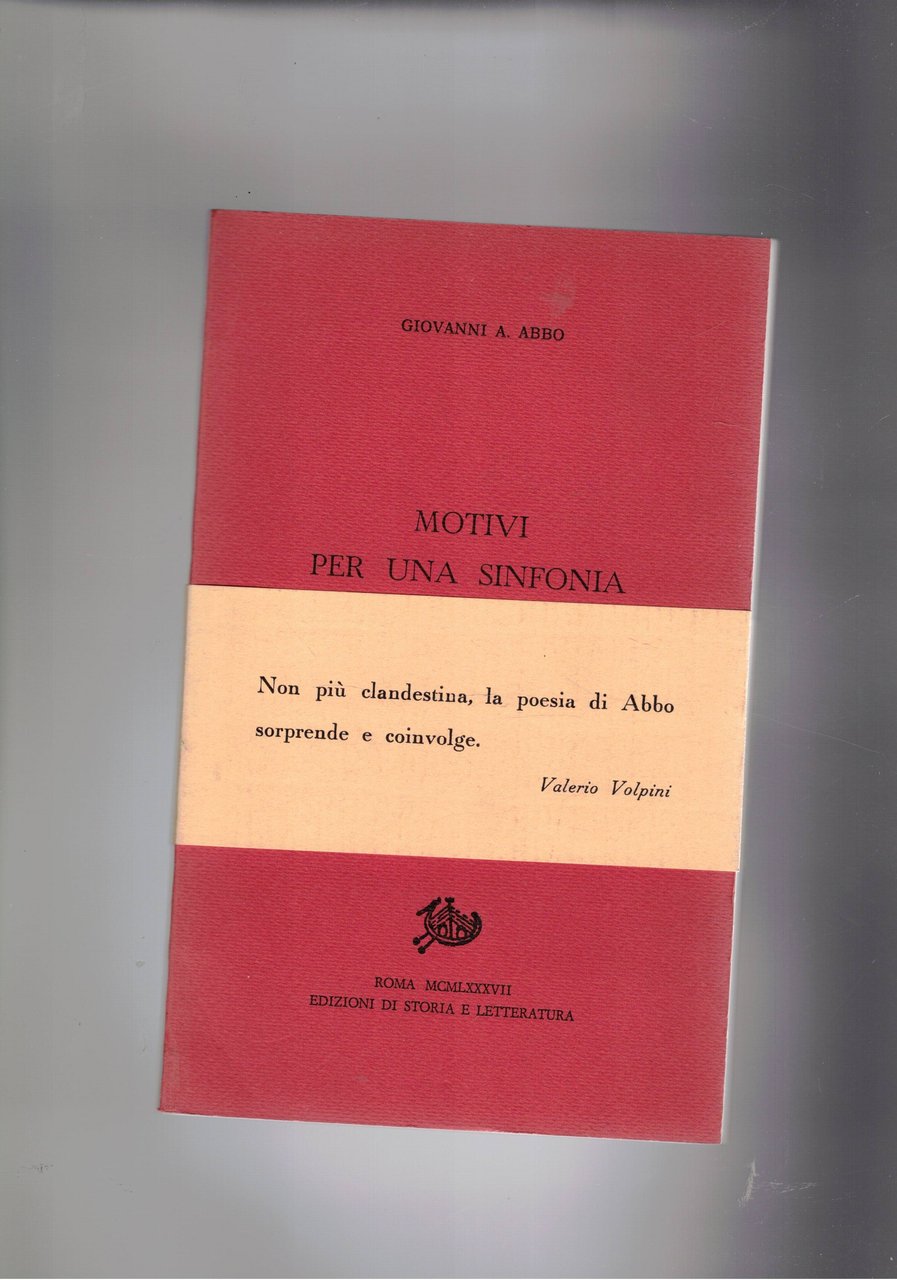 GIOVANNI A. ABBO
MOTIVI
PER UNA SINFONIA
Non più clandestina, la poesia di Abbo
sorprende e coinvolge.
Valerio Volpini
ROMA MCMLXXXVII
EDIZIONI DI STORIA E LETTERATURA